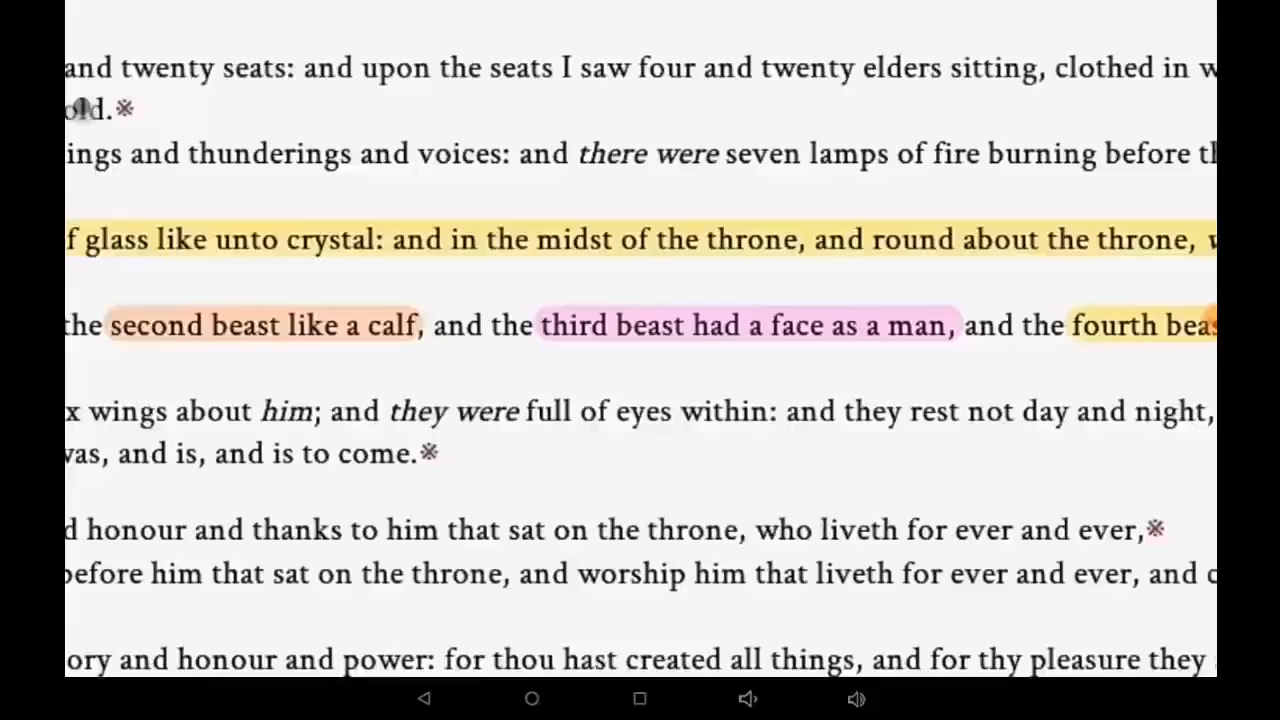 and twenty seats: and upon the seats I saw four and twenty elders sitting, clothed in w
old.※
ings and thunderings and voices: and there were seven lamps of fire burning before th
f glass like unto crystal: and in the midst of the throne, and round about the throne, w
the second beast like a calf, and the third beast had a face as a man, and the fourth beas
x wings about him; and they were full of eyes within: and they rest not day and night,
was, and is, and is to come.※
d honour and thanks to him that sat on the throne, who liveth for ever and ever,※
before him that sat on the throne, and worship him that liveth for ever and ever, and c
ory and honour and power: for thou hast created all things, and for thy pleasure they